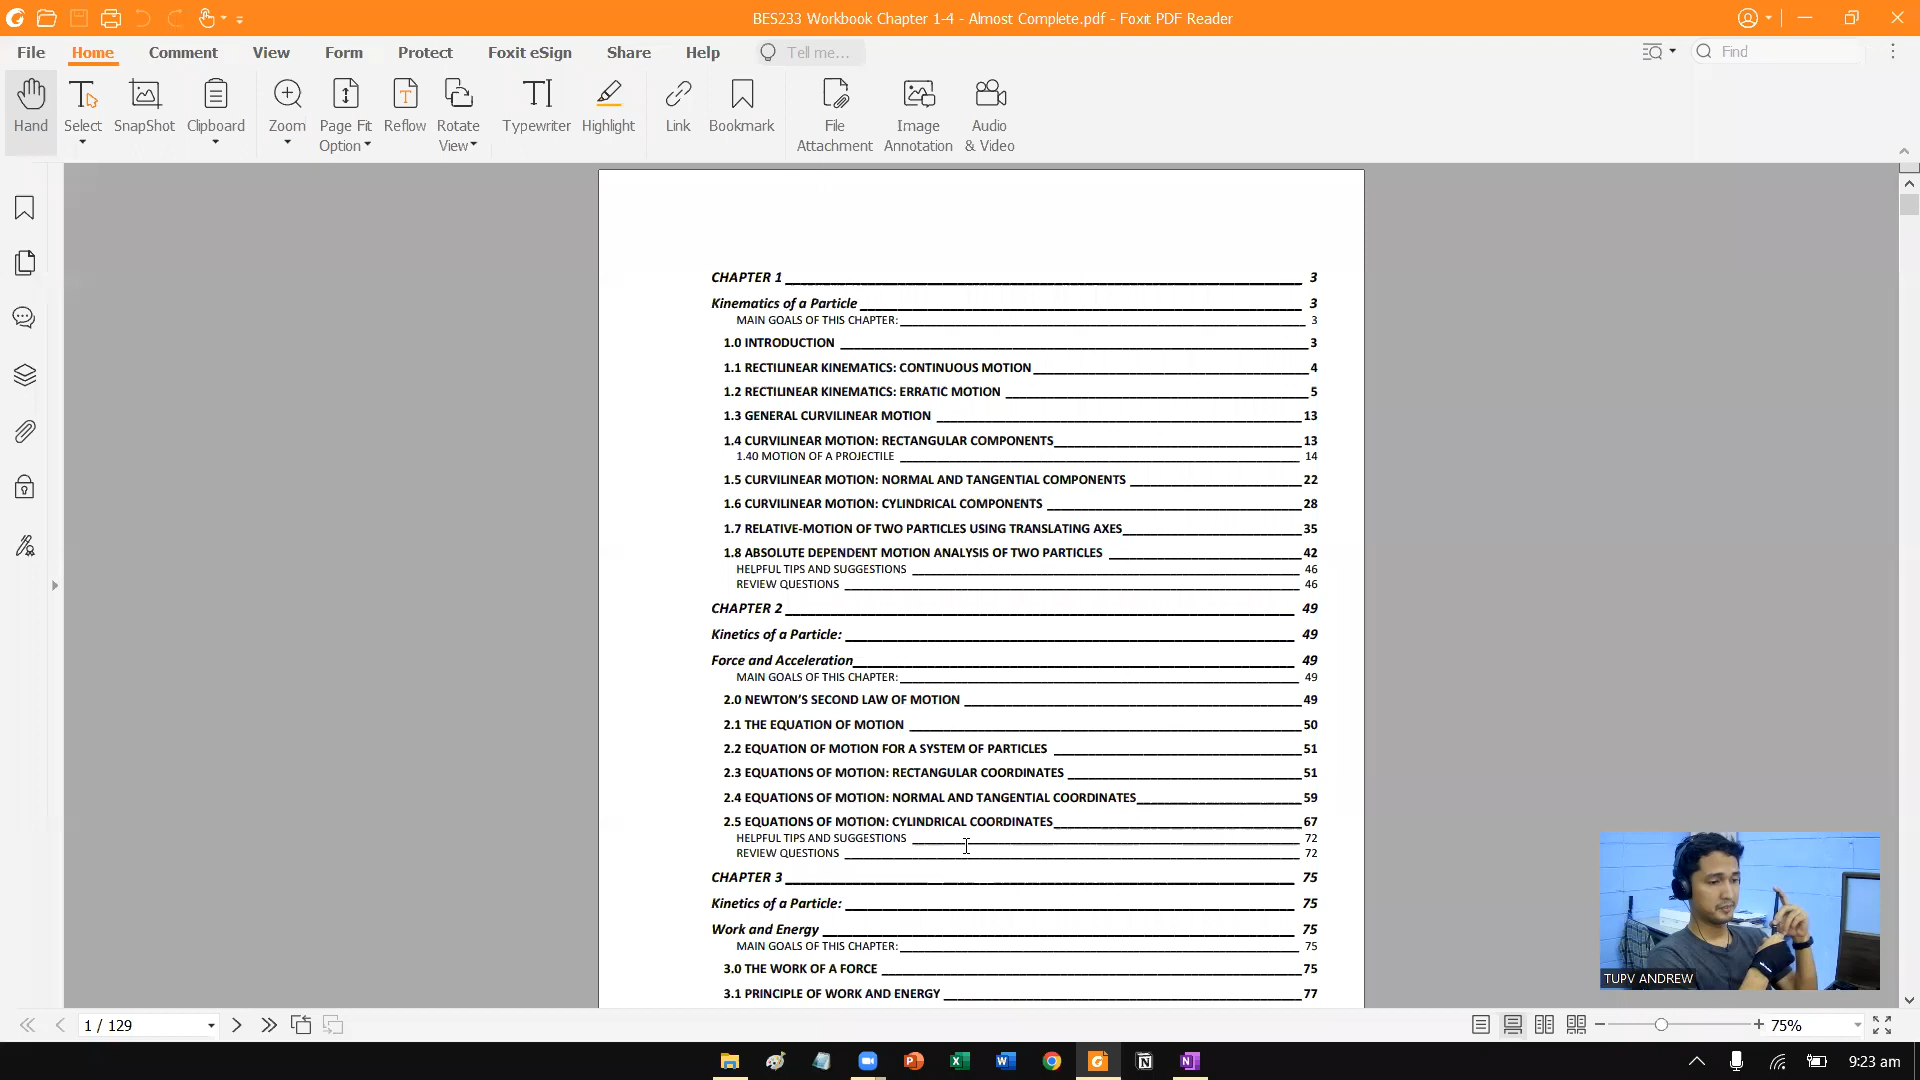 BES233 Workbook Chapter 1-4 - Almost Complete.pdf - Foxit PDF Reader
File Home Comment View Form Protect Foxit eSign Share Help Tell me... Find
Hand Select SnapShot Clipboard Zoom Page Fit Option Reflow Rotate View Typewriter Highlight Link Bookmark File Attachment Image Annotation Audio & Video
CHAPTER 1 3
Kinematics of a Particle 3
MAIN GOALS OF THIS CHAPTER: 3
1.0 INTRODUCTION 3
1.1 RECTILINEAR KINEMATICS: CONTINUOUS MOTION 4
1.2 RECTILINEAR KINEMATICS: ERRATIC MOTION 5
1.3 GENERAL CURVILINEAR MOTION 13
1.4 CURVILINEAR MOTION: RECTANGULAR COMPONENTS 13
1.40 MOTION OF A PROJECTILE 14
1.5 CURVILINEAR MOTION: NORMAL AND TANGENTIAL COMPONENTS 22
1.6 CURVILINEAR MOTION: CYLINDRICAL COMPONENTS 28
1.7 RELATIVE-MOTION OF TWO PARTICLES USING TRANSLATING AXES 35
1.8 ABSOLUTE DEPENDENT MOTION ANALYSIS OF TWO PARTICLES 42
HELPFUL TIPS AND SUGGESTIONS 46
REVIEW QUESTIONS 46
CHAPTER 2 49
Kinetics of a Particle: 49
Force and Acceleration 49
MAIN GOALS OF THIS CHAPTER: 49
2.0 NEWTON'S SECOND LAW OF MOTION 49
2.1 THE EQUATION OF MOTION 50
2.2 EQUATION OF MOTION FOR A SYSTEM OF PARTICLES 51
2.3 EQUATIONS OF MOTION: RECTANGULAR COORDINATES 51
2.4 EQUATIONS OF MOTION: NORMAL AND TANGENTIAL COORDINATES 59
2.5 EQUATIONS OF MOTION: CYLINDRICAL COORDINATES 67
HELPFUL TIPS AND SUGGESTIONS 72
REVIEW QUESTIONS 72
CHAPTER 3 75
Kinetics of a Particle: 75
Work and Energy 75
MAIN GOALS OF THIS CHAPTER: 75
3.0 THE WORK OF A FORCE 75
3.1 PRINCIPLE OF WORK AND ENERGY 77
TUPV ANDREW
1 / 129 75%
9:23 am